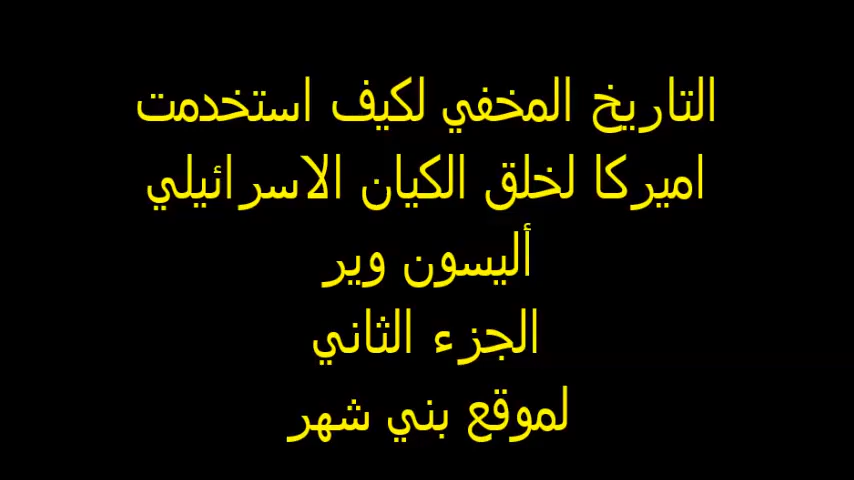 التاريخ المخفي لكيف استخدمت
اميركا لخلق الكيان الاسرائيلي
أليسون وير
الجزء الثاني
لموقع بني شهر